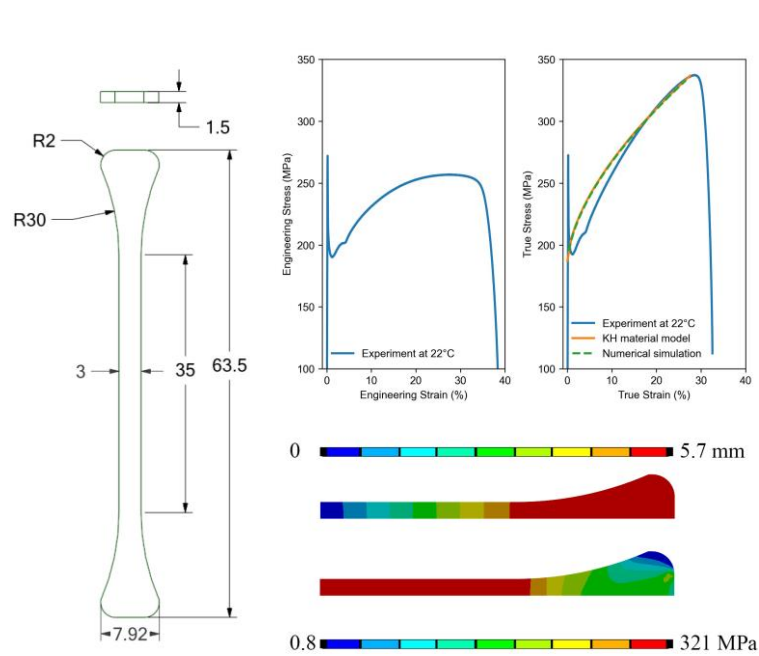 1.5
R2
R30
3
35
63.5
7.92
350
300
250
200
150
100
Engineering Stress (MPa)
Experiment at 22°C
0 10 20 30 40
Engineering Strain (%)
350
300
250
200
150
100
True Stress (MPa)
Experiment at 22°C
KH material model
Numerical simulation
0 10 20 30 40
True Strain (%)
0 5.7 mm
0.8 321 MPa